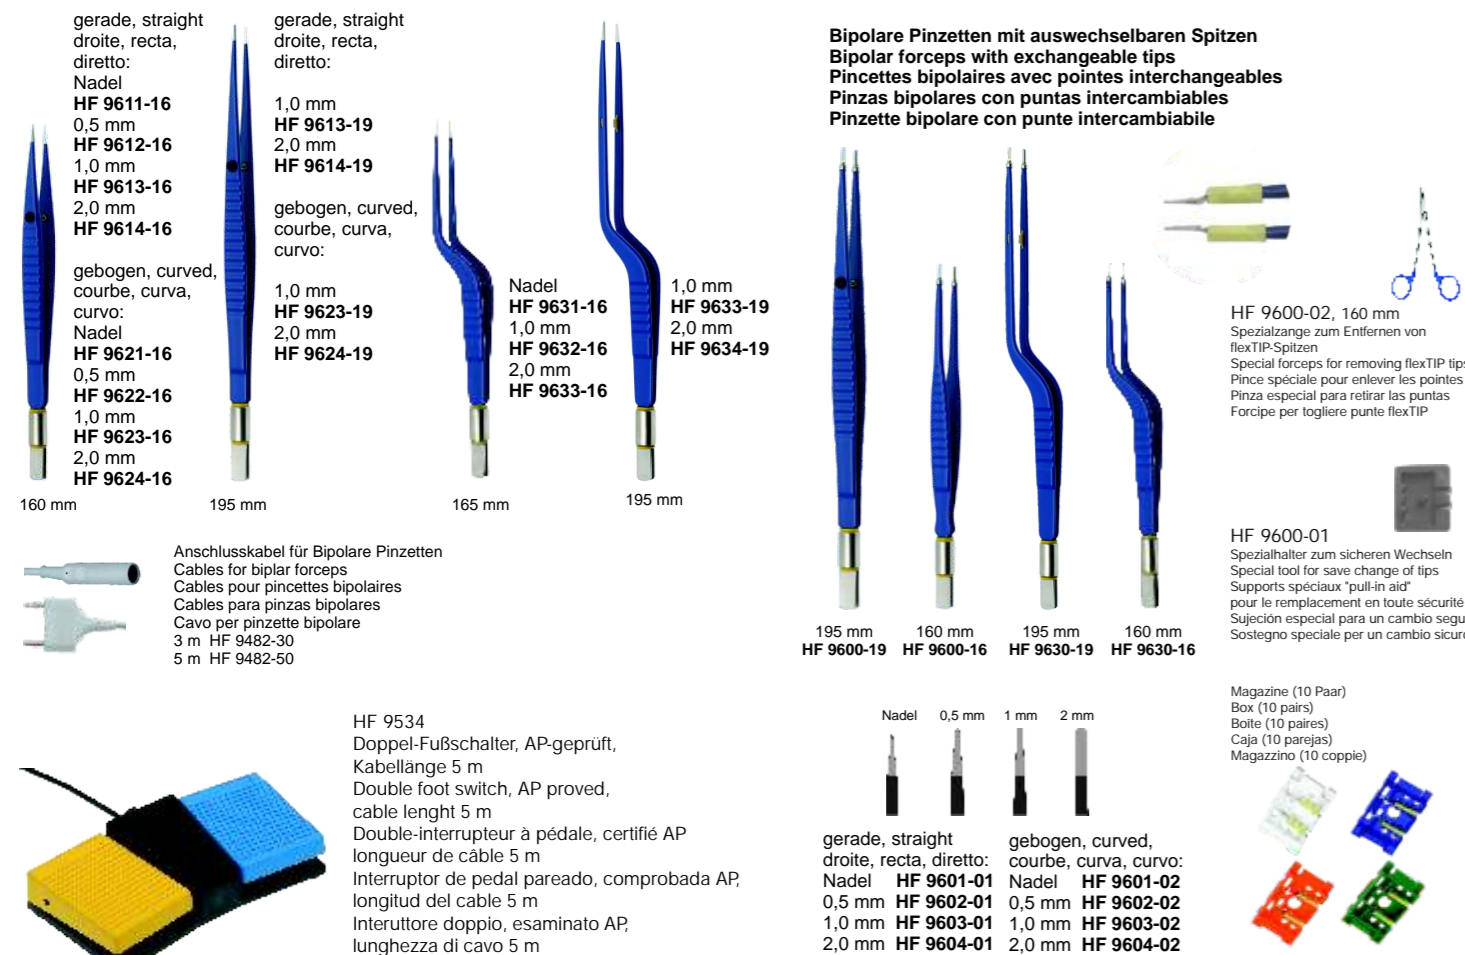 gerade, straight
droite, recta,
diretto:
Nadel
HF 9611-16
0,5 mm
HF 9612-16
1,0 mm
HF 9613-16
2,0 mm
HF 9614-16
gebogen, curved,
courbe, curva,
curvo:
Nadel
HF 9621-16
0,5 mm
HF 9622-16
1,0 mm
HF 9623-16
2,0 mm
HF 9624-16
160 mm
gerade, straight
droite, recta,
diretto:
1,0 mm
HF 9613-19
2,0 mm
HF 9614-19
gebogen, curved,
courbe, curva,
curvo:
1,0 mm
HF 9623-19
2,0 mm
HF 9624-19
195 mm
Nadel
HF 9631-16
1,0 mm
HF 9632-16
2,0 mm
HF 9633-16
165 mm
1,0 mm
HF 9633-19
2,0 mm
HF 9634-19
195 mm
Anschlusskabel für Bipolare Pinzetten
Cables for biplar forceps
Cables pour pincettes bipolaires
Cables para pinzas bipolares
Cavo per pinzette bipolare
3 m HF 9482-30
5 m HF 9482-50
HF 9534
Doppel-Fußschalter, AP-geprüft,
Kabellänge 5 m
Double foot switch, AP proved,
cable lenght 5 m
Double-interrupteur à pédale, certifié AP
longueur de câble 5 m
Interruptor de pedal pareado, comprobada AP,
longitud del cable 5 m
Interuttore doppio, esaminato AP,
lunghezza di cavo 5 m
Bipolare Pinzetten mit auswechselbaren Spitzen
Bipolar forceps with exchangeable tips
Pincettes bipolaires avec pointes interchangeables
Pinzas bipolares con puntas intercambiables
Pinzette bipolare con punte intercambiabile
195 mm
HF 9600-19
160 mm
HF 9600-16
195 mm
HF 9630-19
160 mm
HF 9630-16
HF 9600-02, 160 mm
Spezialzange zum Entfernen von
flexTIP-Spitzen
Special forceps for removing flexTIP tips
Pince spéciale pour enlever les pointes
Pinza especial para retirar las puntas
Forcipe per togliere punte flexTIP
HF 9600-01
Spezialhalter zum sicheren Wechseln
Special tool for save change of tips
Supports spéciaux "pull-in aid"
pour le remplacement en toute sécurité
Sujeción especial para un cambio segu
Sostegno speciale per un cambio sicuro
Nadel 0,5 mm 1 mm 2 mm
gerade, straight
droite, recta, diretto:
Nadel HF 9601-01
0,5 mm HF 9602-01
1,0 mm HF 9603-01
2,0 mm HF 9604-01
gebogen, curved,
courbe, curva, curvo:
Nadel HF 9601-02
0,5 mm HF 9602-02
1,0 mm HF 9603-02
2,0 mm HF 9604-02
Magazine (10 Paar)
Box (10 pairs)
Boîte (10 paires)
Caja (10 parejas)
Magazzino (10 coppie)